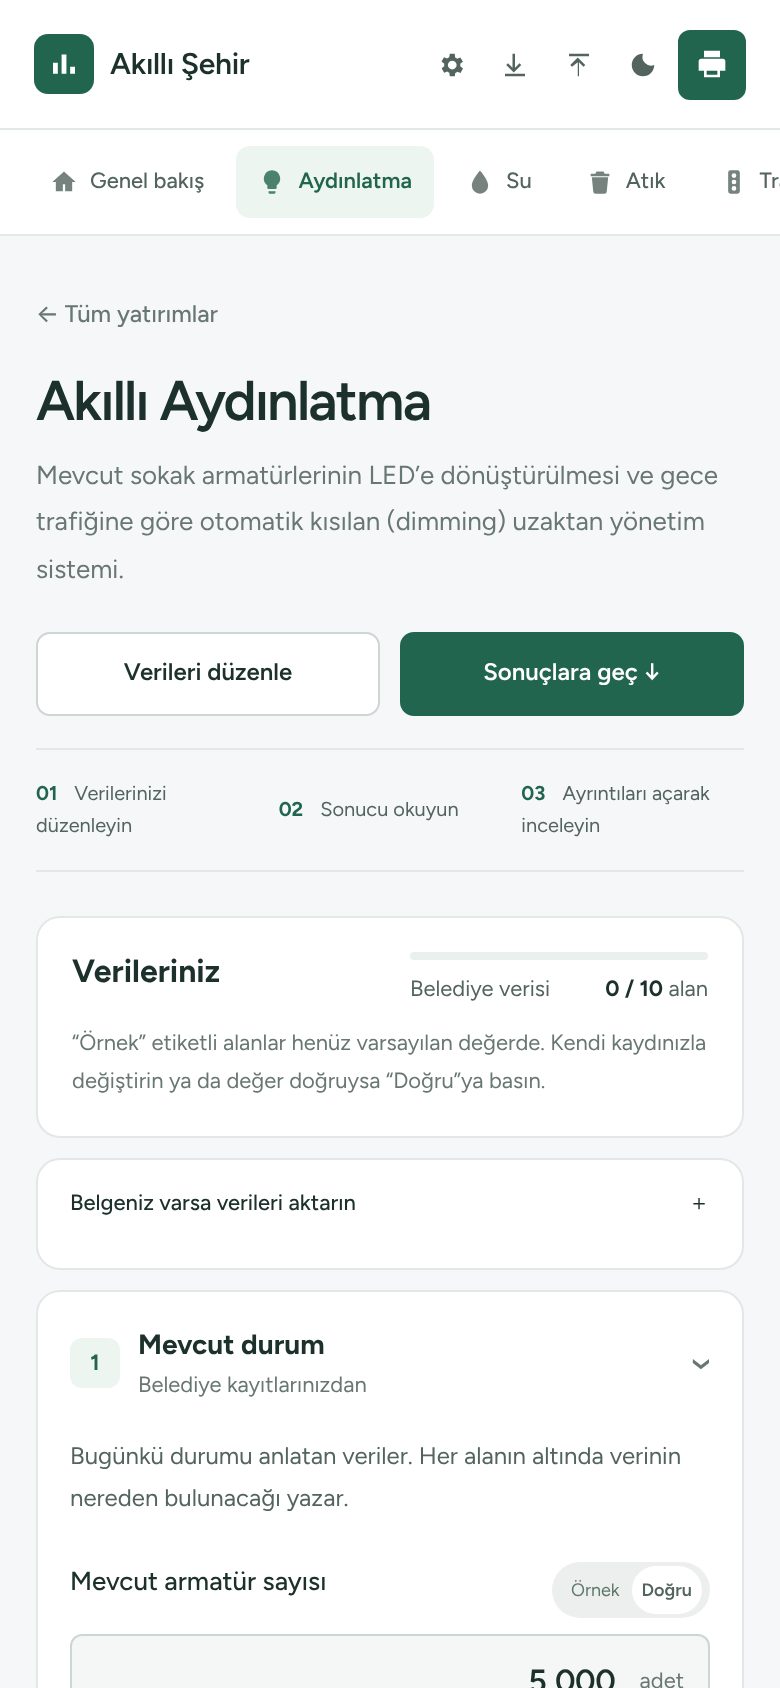 Akıllı Şehir
Genel bakış
Aydınlatma
Su
Atık
← Tüm yatırımlar
Akıllı Aydınlatma
Mevcut sokak armatürlerinin LED’e dönüştürülmesi ve gece
trafiğine göre otomatik kısılan (dimming) uzaktan yönetim
sistemi.
Verileri düzenle
Sonuçlara geç ↓
01 Verilerinizi
düzenleyin
02 Sonucu okuyun
03 Ayrıntıları açarak
inceleyin
Verileriniz
Belediye verisi 0 / 10 alan
“Örnek” etiketli alanlar henüz varsayılan değerde. Kendi kaydınızla
değiştirin ya da değer doğruysa “Doğru”ya basın.
Belgeniz varsa verileri aktarın +
1
Mevcut durum
Belediye kayıtlarınızdan
Bugünkü durumu anlatan veriler. Her alanın altında verinin
nereden bulunacağı yazar.
Mevcut armatür sayısı
Örnek Doğru
5.000 adet